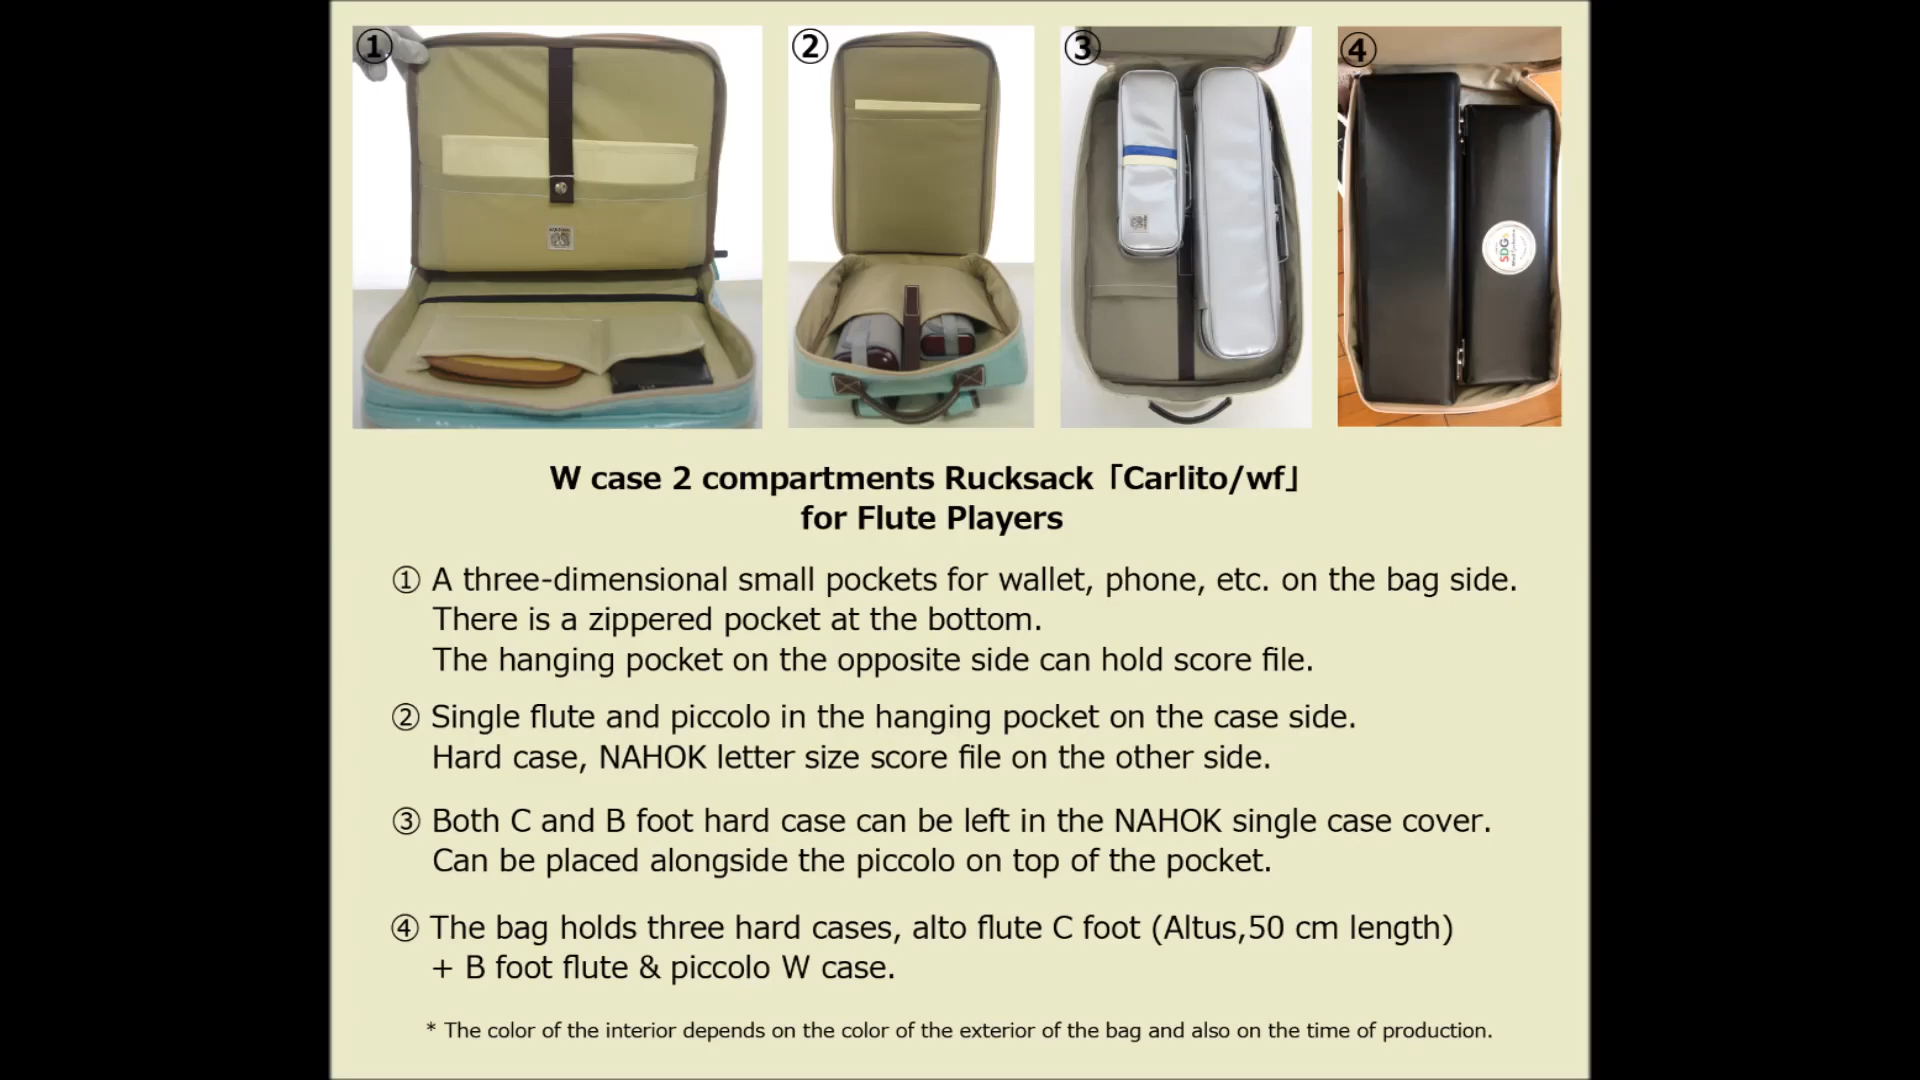 ① ② ③ ④
SDGs
W case 2 compartments Rucksack「Carlito/wf」
for Flute Players
① A three-dimensional small pockets for wallet, phone, etc. on the bag side.
There is a zippered pocket at the bottom.
The hanging pocket on the opposite side can hold score file.
② Single flute and piccolo in the hanging pocket on the case side.
Hard case, NAHOK letter size score file on the other side.
③ Both C and B foot hard case can be left in the NAHOK single case cover.
Can be placed alongside the piccolo on top of the pocket.
④ The bag holds three hard cases, alto flute C foot (Altus,50 cm length)
+ B foot flute & piccolo W case.
* The color of the interior depends on the color of the exterior of the bag and also on the time of production.